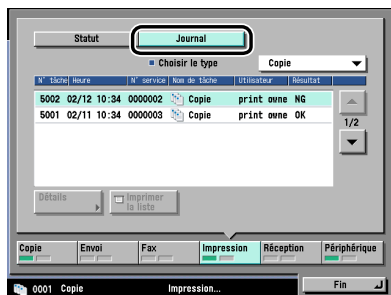 Statut Journal
Choisir le type Copie
N° tâche Heure N° service Nom de tâche Utilisateur Résultat
5002 02/12 10:34 0000002 Copie print owne NG
5001 02/11 10:34 0000003 Copie print owne OK
1/2
Détails Imprimer
la liste
Copie Envoi Fax Impression Réception Périphérique
0001 Copie Impression... Fin